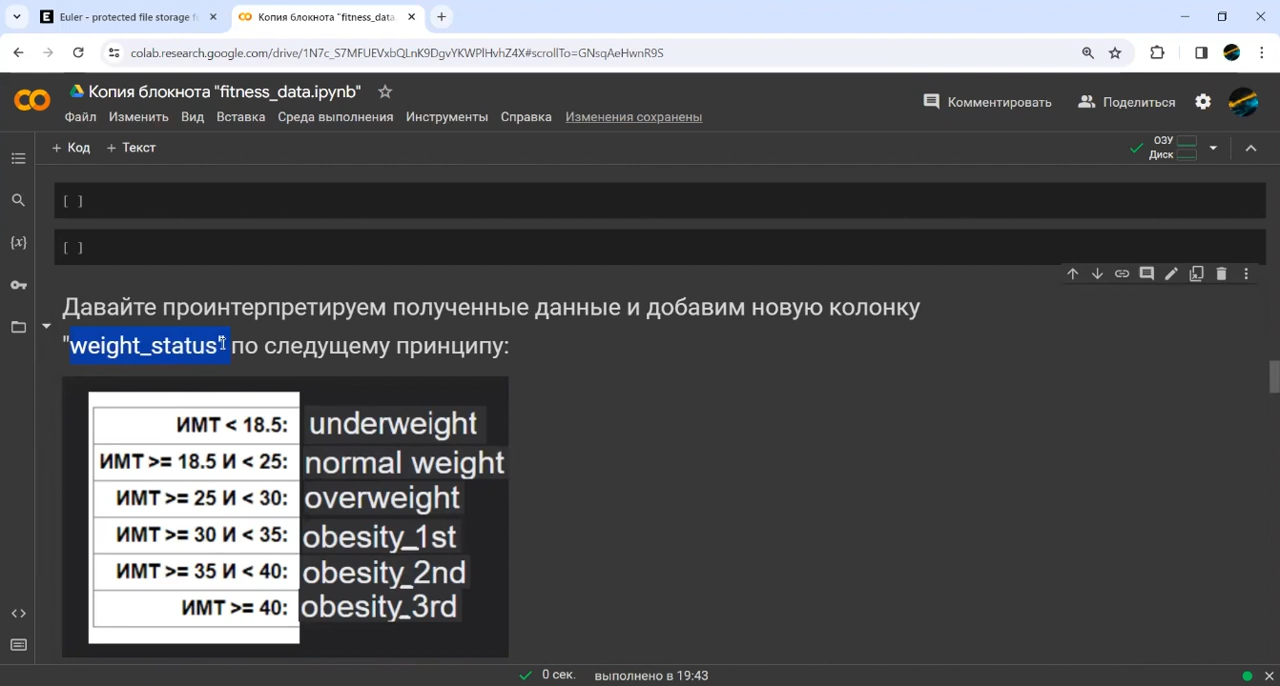 Euler - protected file storage f
Копия блокнота "fitness_data.
colab.research.google.com/drive/1N7c_S7MFUEVxbQLnK9DgvYKWPlHvhZ4X#scrollTo=GNsqAeHwnR9S
Копия блокнота "fitness_data.ipynb"
Комментировать
Поделиться
Файл Изменить Вид Вставка Среда выполнения Инструменты Справка Изменения сохранены
+ Код + Текст
ОЗУ
Диск
[ ]
[ ]
Давайте проинтерпретируем полученные данные и добавим новую колонку
"weight_status" по следущему принципу:
ИМТ < 18.5: underweight
ИМТ >= 18.5 И < 25: normal weight
ИМТ >= 25 И < 30: overweight
ИМТ >= 30 И < 35: obesity_1st
ИМТ >= 35 И < 40: obesity_2nd
ИМТ >= 40: obesity_3rd
0 сек. выполнено в 19:43